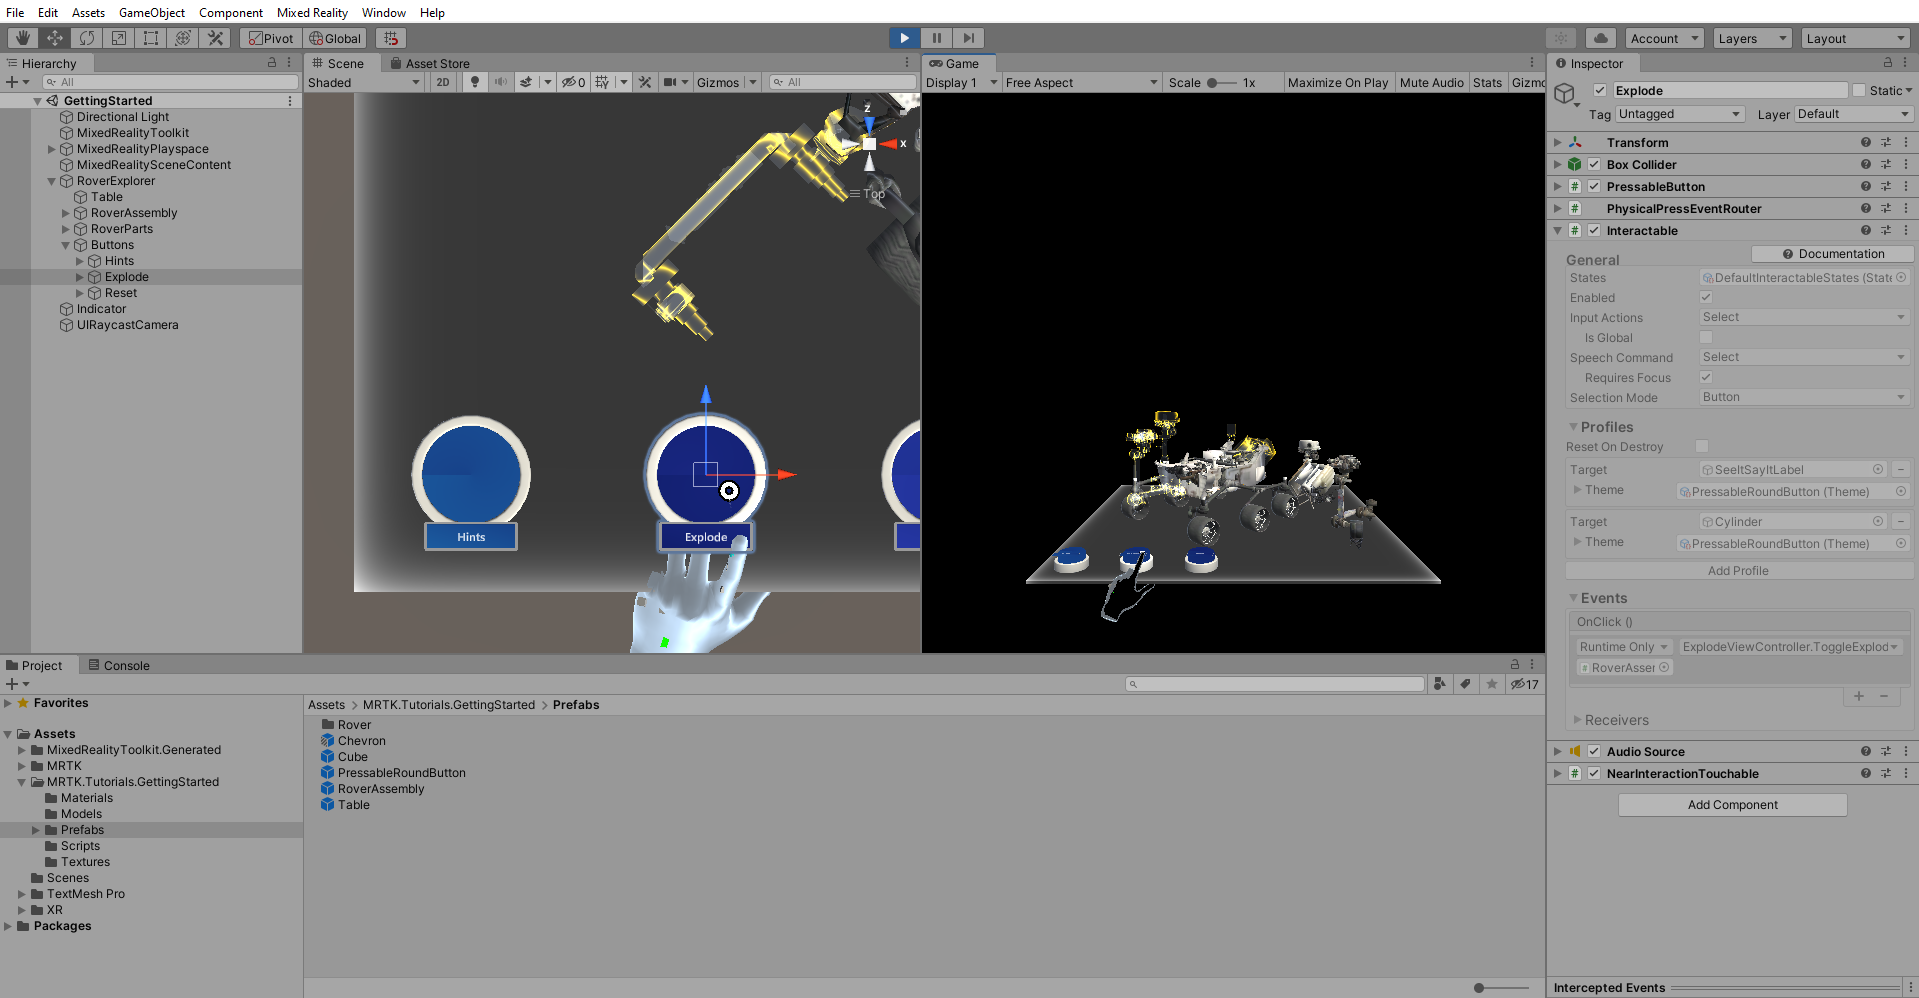 File Edit Assets GameObject Component Mixed Reality Window Help
Pivot Global Account Layers Layout
Hierarchy
All
GettingStarted
Directional Light
MixedRealityToolkit
MixedRealityPlayspace
MixedRealitySceneContent
RoverExplorer
Table
RoverAssembly
RoverParts
Buttons
Hints
Explode
Reset
Indicator
UIRaycastCamera
Scene Asset Store
Shaded 2D 0 Gizmos All
z
x
Top
Hints
Explode
Game
Display 1 Free Aspect Scale 1x Maximize On Play Mute Audio Stats Gizmo
Inspector
Explode Static
Tag Untagged Layer Default
Transform
Box Collider
PressableButton
PhysicalPressEventRouter
Interactable
Documentation
General
States DefaultInteractableStates (State
Enabled
Input Actions Select
Is Global
Speech Command Select
Requires Focus
Selection Mode Button
Profiles
Reset On Destroy
Target SeeItSayItLabel
Theme PressableRoundButton (Theme)
Target Cylinder
Theme PressableRoundButton (Theme)
Add Profile
Events
OnClick ()
Runtime Only ExplodeViewController.ToggleExplod
RoverAsser
Receivers
Audio Source
NearInteractionTouchable
Add Component
Intercepted Events
Project Console
17
Favorites
Assets
MixedRealityToolkit.Generated
MRTK
MRTK.Tutorials.GettingStarted
Materials
Models
Prefabs
Scripts
Textures
Scenes
TextMesh Pro
XR
Packages
Assets > MRTK.Tutorials.GettingStarted > Prefabs
Rover
Chevron
Cube
PressableRoundButton
RoverAssembly
Table